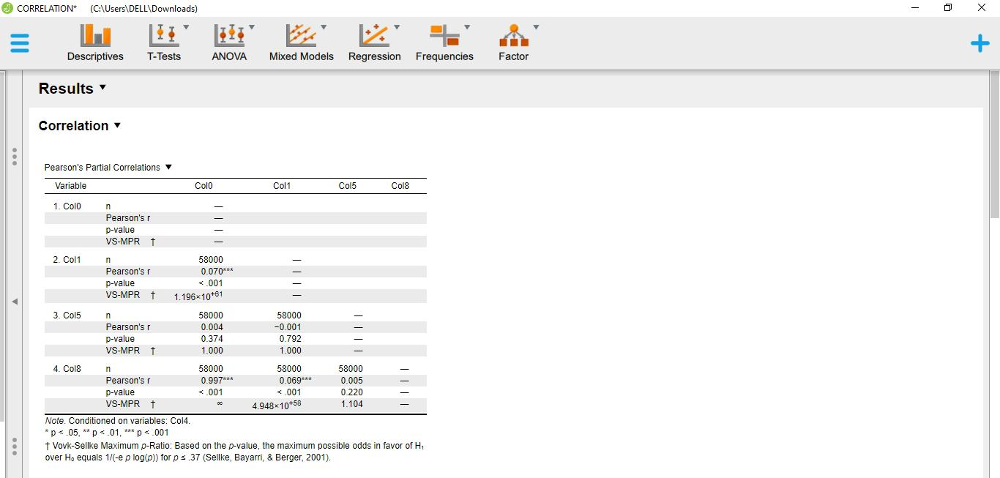 CORRELATION* (C:\Users\DELL\Downloads)
Descriptives T-Tests ANOVA Mixed Models Regression Frequencies Factor
Results
Correlation
Pearson's Partial Correlations
Variable Col0 Col1 Col5 Col8
1. Col0 n —
Pearson's r —
p-value —
VS-MPR † —
2. Col1 n 58000 —
Pearson's r 0.070*** —
p-value < .001 —
VS-MPR † 1.196×10⁺⁶¹ —
3. Col5 n 58000 58000 —
Pearson's r 0.004 −0.001 —
p-value 0.374 0.792 —
VS-MPR † 1.000 1.000 —
4. Col8 n 58000 58000 58000 —
Pearson's r 0.997*** 0.069*** 0.005 —
p-value < .001 < .001 0.220 —
VS-MPR † ∞ 4.948×10⁺⁵⁸ 1.104 —
Note. Conditioned on variables: Col4.
* p < .05, ** p < .01, *** p < .001
† Vovk-Sellke Maximum p-Ratio: Based on the p-value, the maximum possible odds in favor of H₁
over H₀ equals 1/(-e p log(p)) for p ≤ .37 (Sellke, Bayarri, & Berger, 2001).